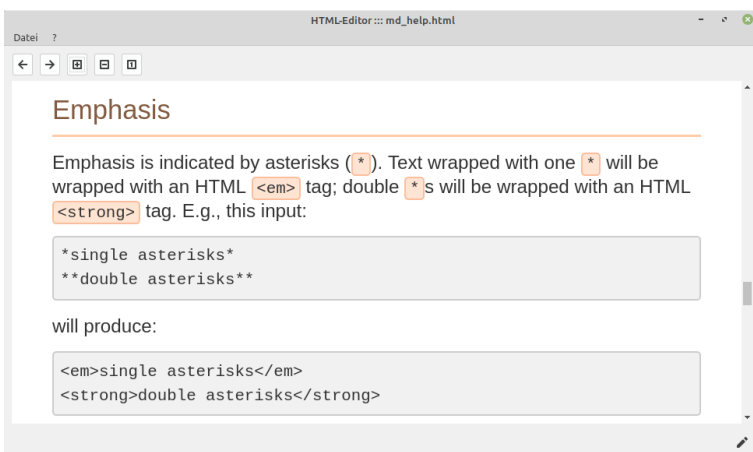 HTML-Editor ::: md_help.html
Datei ?
Emphasis
Emphasis is indicated by asterisks (*). Text wrapped with one * will be
wrapped with an HTML <em> tag; double *s will be wrapped with an HTML
<strong> tag. E.g., this input:
*single asterisks*
**double asterisks**
will produce:
<em>single asterisks</em>
<strong>double asterisks</strong>